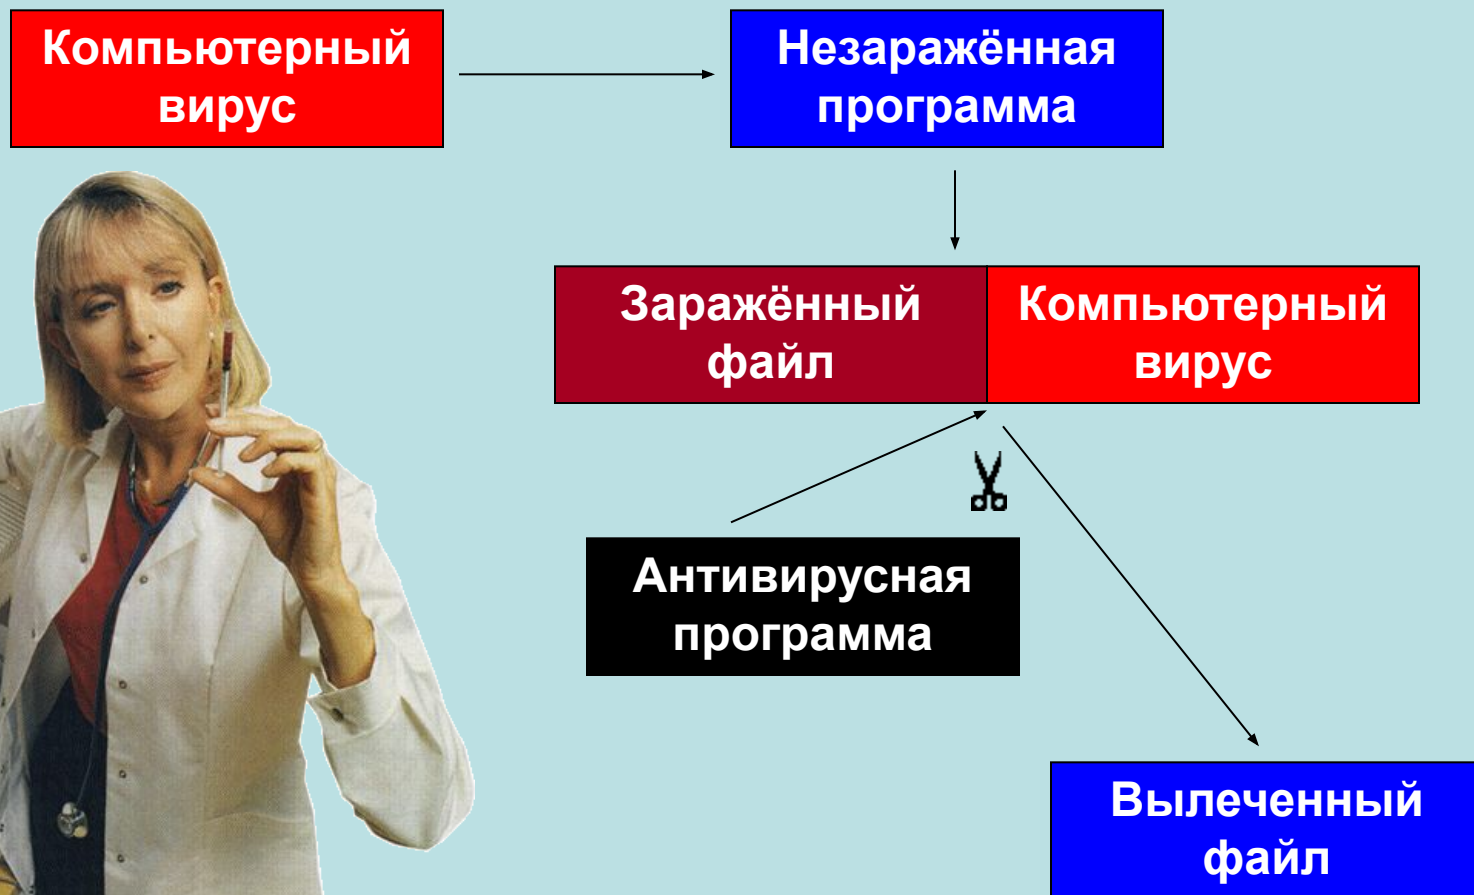 Компьютерный
вирус
Незаражённая
программа
Заражённый
файл
Компьютерный
вирус
Антивирусная
программа
Вылеченный
файл